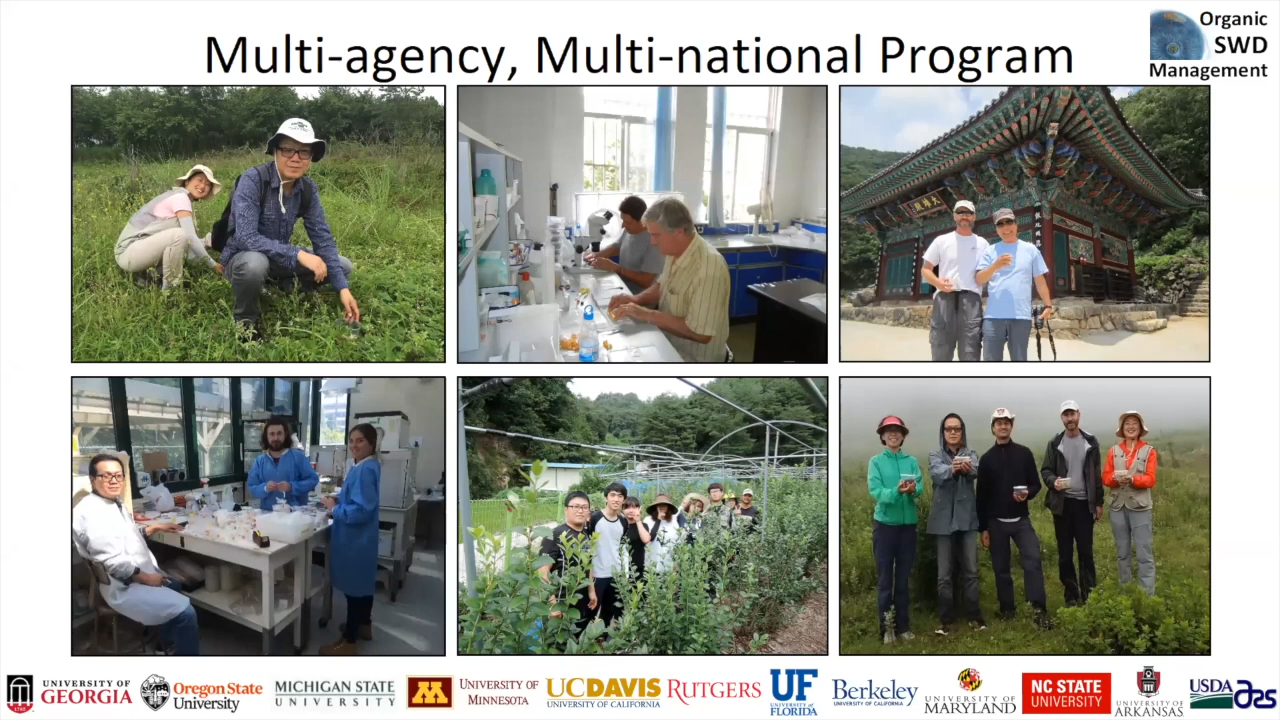 Multi-agency, Multi-national Program
Organic
SWD
Management
UNIVERSITY OF
GEORGIA
1785
Oregon State
University
MICHIGAN STATE
UNIVERSITY
M
UNIVERSITY OF
MINNESOTA
UCDAVIS
UNIVERSITY OF CALIFORNIA
RUTGERS
UF
UNIVERSITY of
FLORIDA
Berkeley
UNIVERSITY OF CALIFORNIA
UNIVERSITY OF
MARYLAND
NC STATE
UNIVERSITY
UNIVERSITY OF
ARKANSAS
USDA
ars